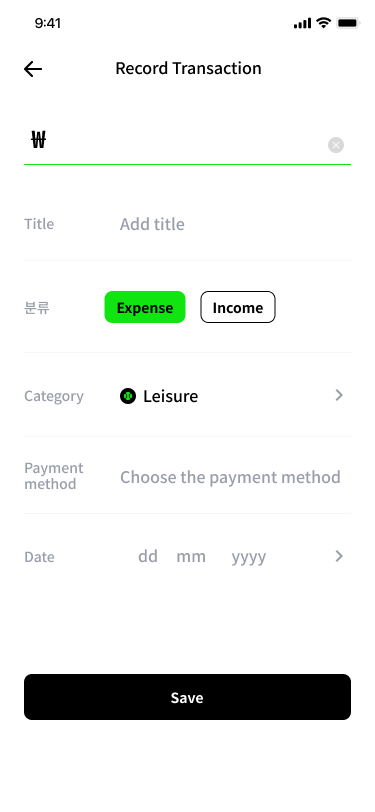 9:41
Record Transaction
₩
Title Add title
분류 Expense Income
Category Leisure
Payment method Choose the payment method
Date dd mm yyyy
Save